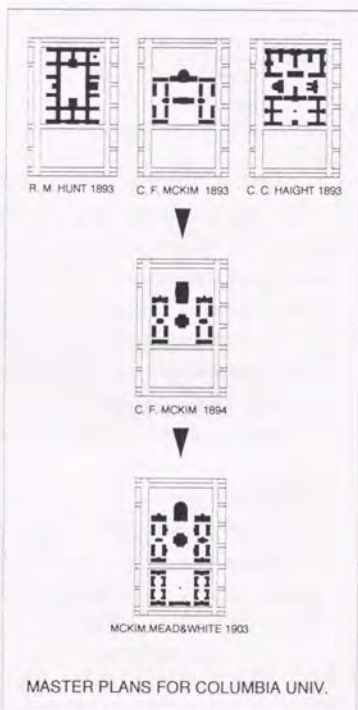 R. M. HUNT 1893
C. F. MCKIM 1893
C. C. HAIGHT 1893
C. F. MCKIM 1894
MCKIM.MEAD&WHITE 1903
MASTER PLANS FOR COLUMBIA UNIV.